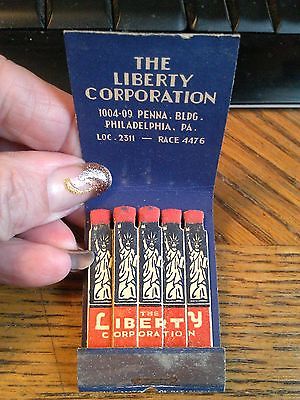 THE
LIBERTY
CORPORATION
1004-09 PENNA. BLDG.
PHILADELPHIA, PA.
LOC. 2311 — RACE 4476
THE
LIBERTY
CORPORATION